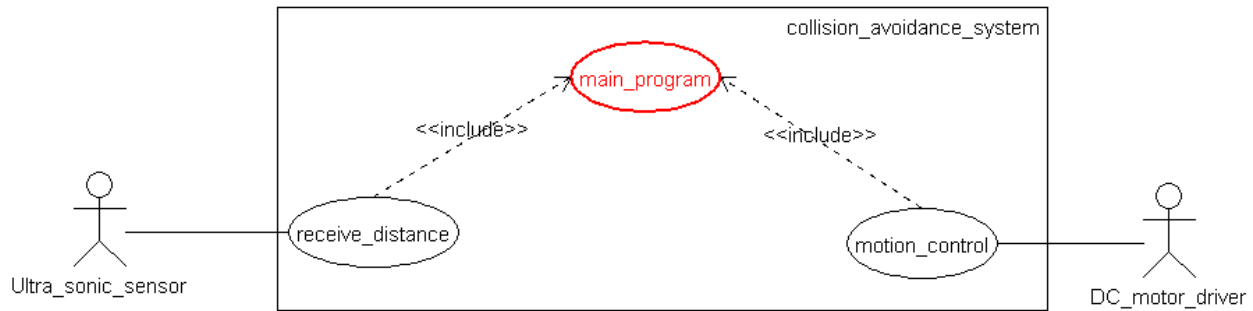 collision_avoidance_system
main_program
<<include>>
<<include>>
receive_distance
motion_control
Ultra_sonic_sensor
DC_motor_driver